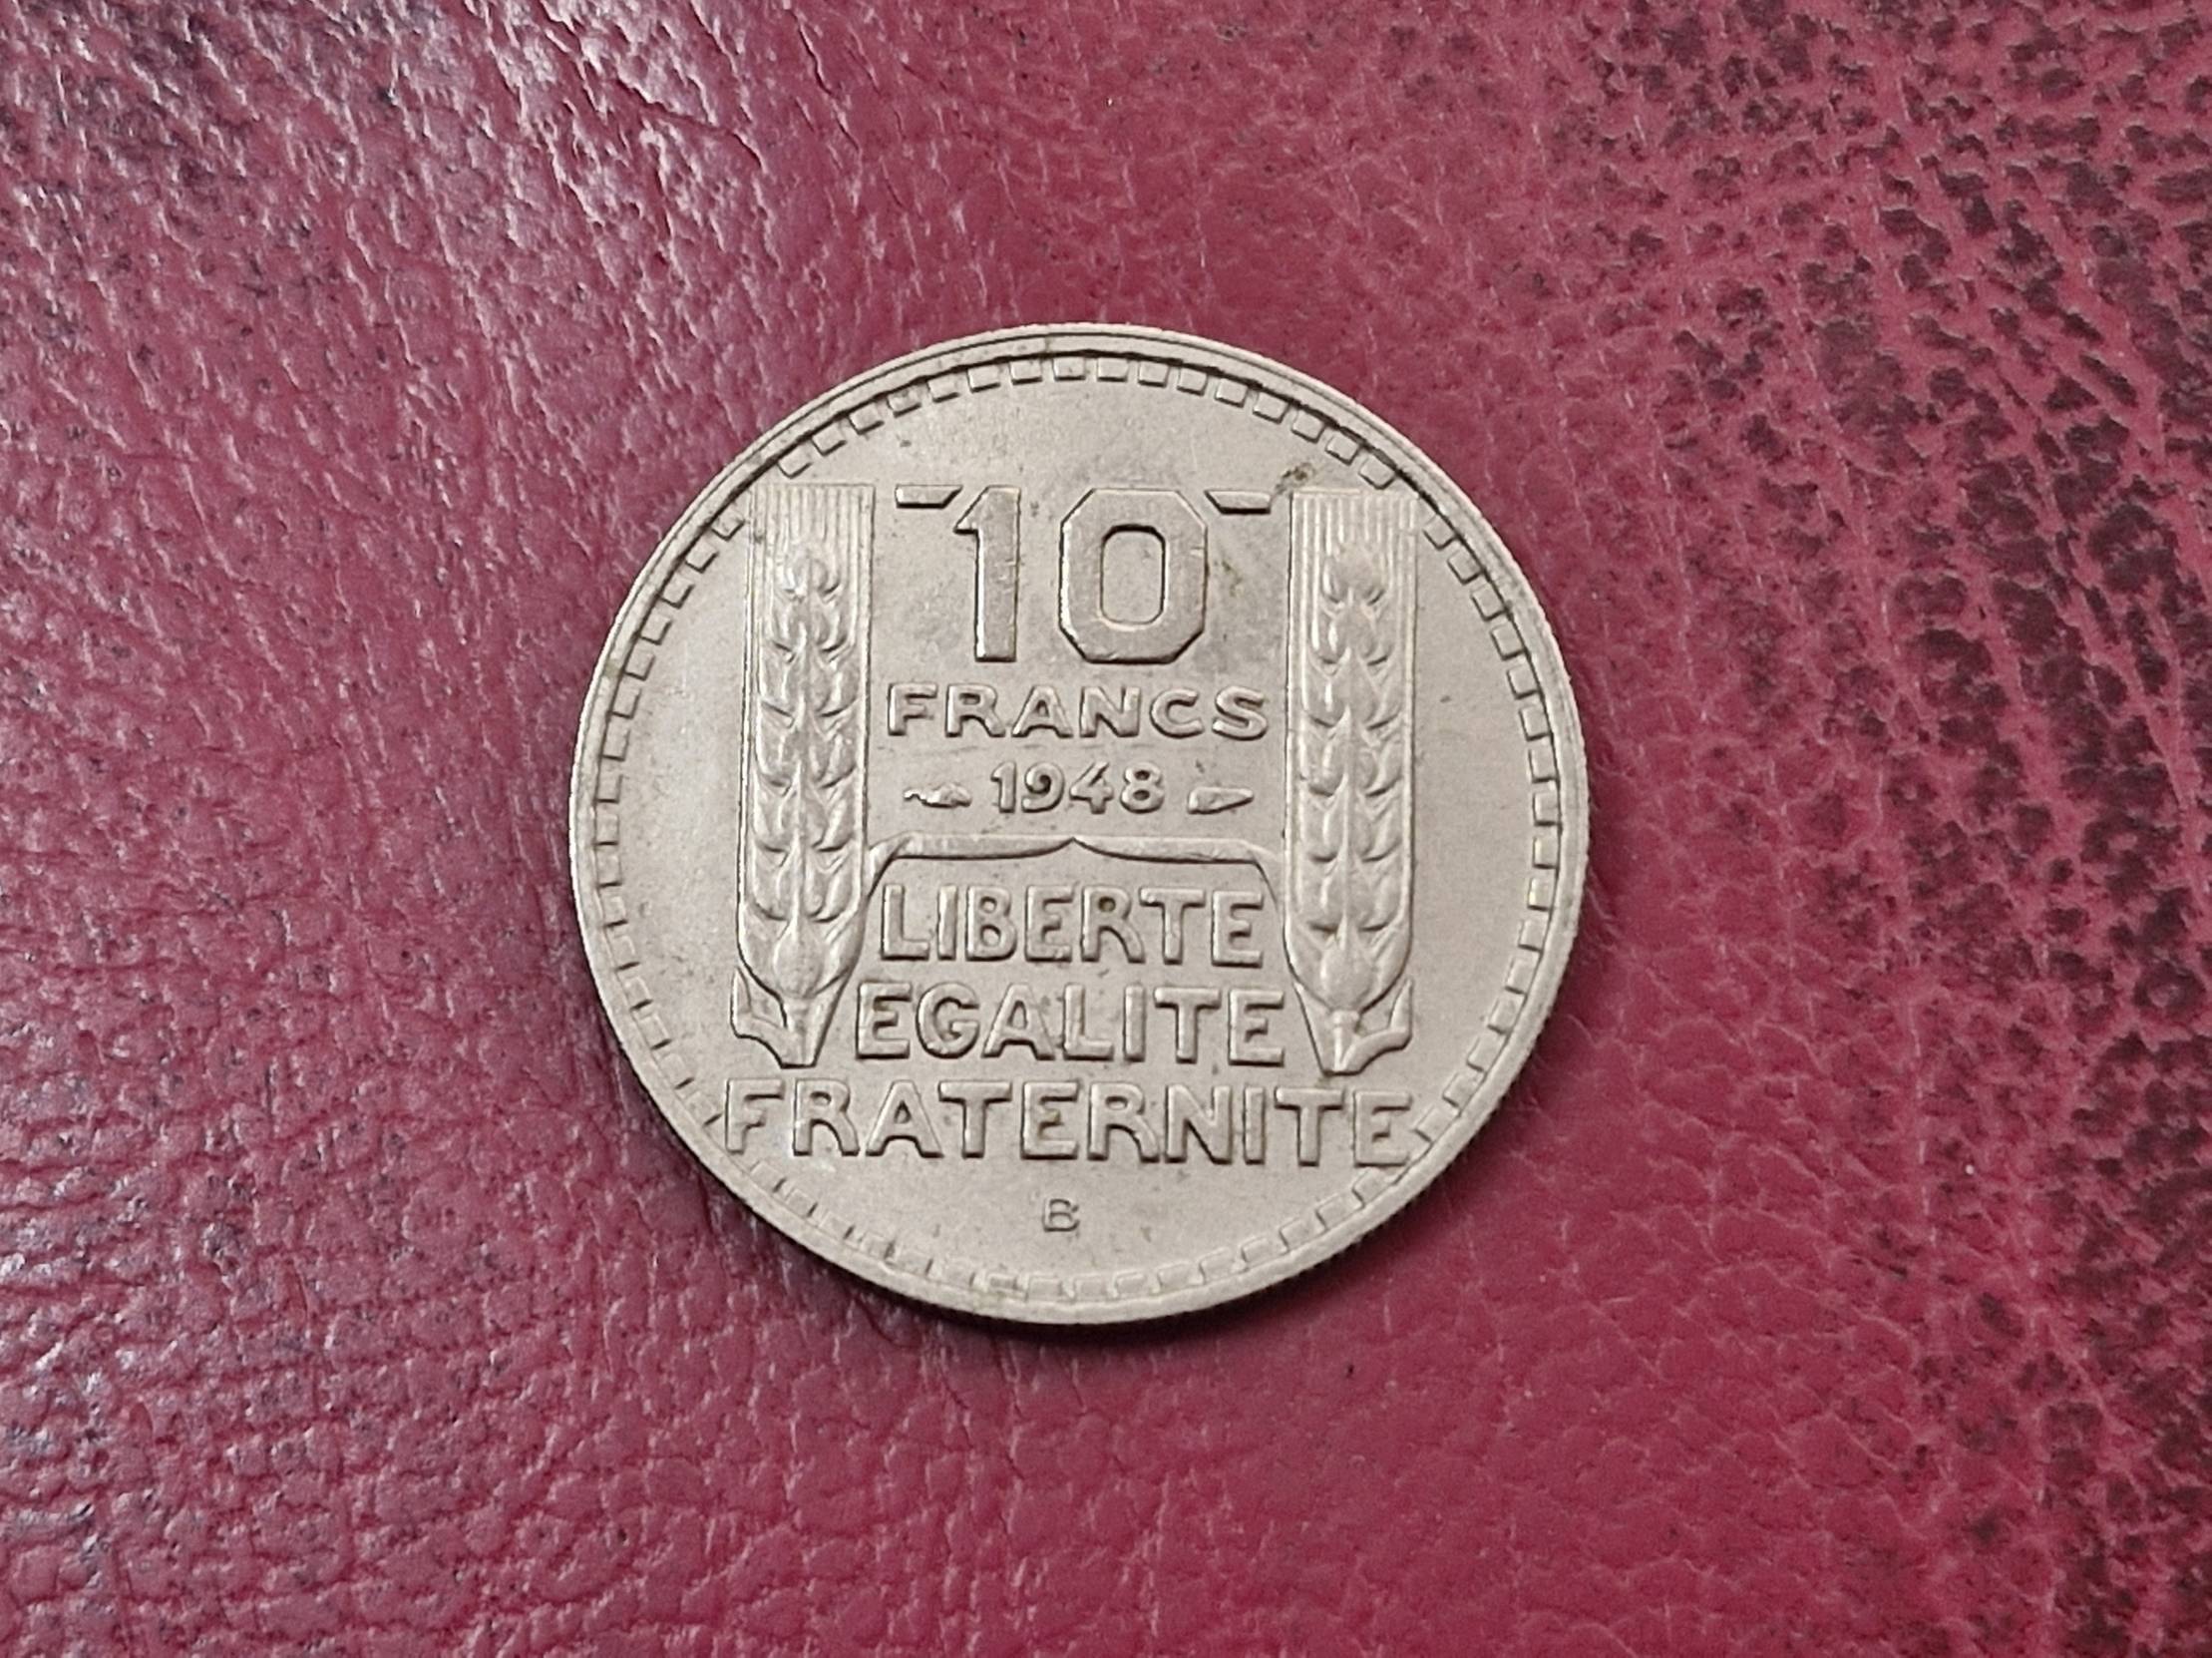 10
FRANCS
1948
LIBERTE
EGALITE
FRATERNITE
B